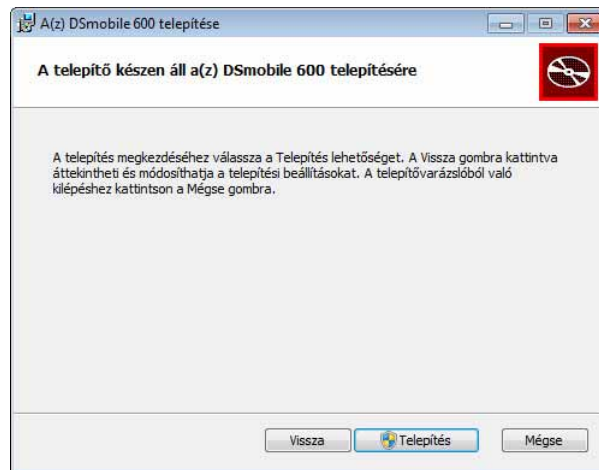 A(z) DSmobile 600 telepítése
A telepítő készen áll a(z) DSmobile 600 telepítésére
A telepítés megkezdéséhez válassza a Telepítés lehetőséget. A Vissza gombra kattintva
áttekintheti és módosíthatja a telepítési beállításokat. A telepítővarázslóból való
kilépéshez kattintson a Mégse gombra.
Vissza Telepítés Mégse